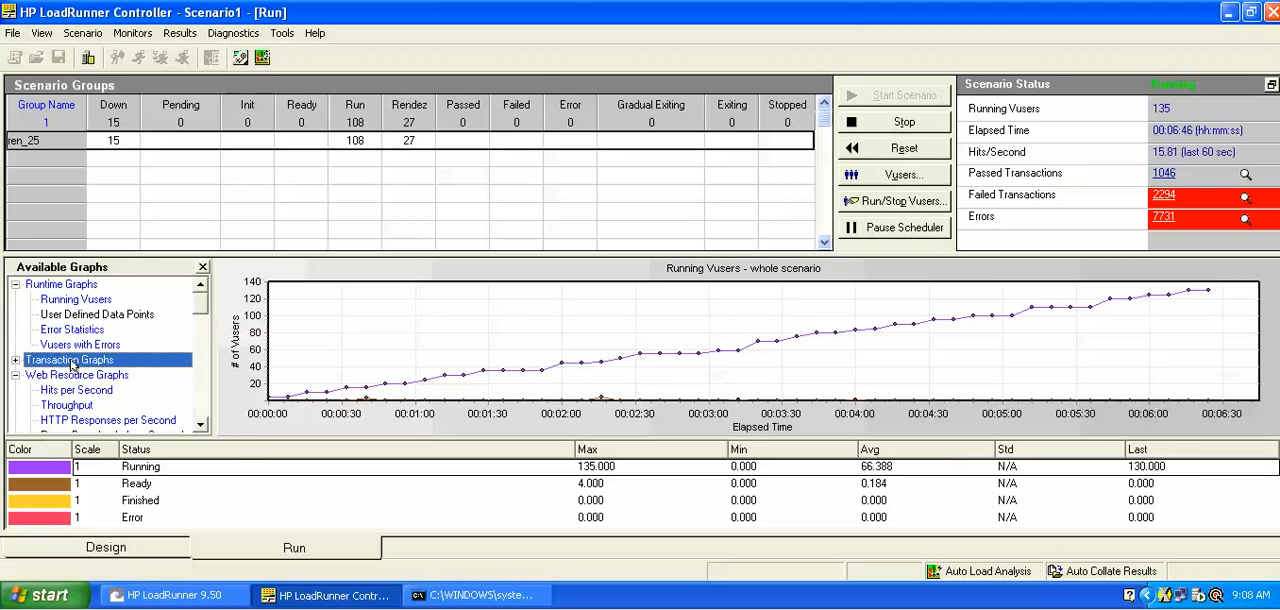 HP LoadRunner Controller - Scenario1 - [Run]
File View Scenario Monitors Results Diagnostics Tools Help
Scenario Groups
Group Name Down Pending Init Ready Run Rendez Passed Failed Error Gradual Exiting Exiting Stopped
1 15 0 0 0 108 27 0 0 0 0 0 0
ren_25 15 108 27
Start Scenario
Stop
Reset
Vusers...
Run/Stop Vusers...
Pause Scheduler
Scenario Status Running
Running Vusers 135
Elapsed Time 00:06:46 (hh:mm:ss)
Hits/Second 15.81 (last 60 sec)
Passed Transactions 1046
Failed Transactions 2294
Errors 7731
Available Graphs
Runtime Graphs
Running Vusers
User Defined Data Points
Error Statistics
Vusers with Errors
Transaction Graphs
Web Resource Graphs
Hits per Second
Throughput
HTTP Responses per Second
Running Vusers - whole scenario
# of Vusers
140
120
100
80
60
40
20
00:00:00 00:00:30 00:01:00 00:01:30 00:02:00 00:02:30 00:03:00 00:03:30 00:04:00 00:04:30 00:05:00 00:05:30 00:06:00 00:06:30
Elapsed Time
Color Scale Status Max Min Avg Std Last
1 Running 135.000 0.000 66.388 N/A 130.000
1 Ready 4.000 0.000 0.184 N/A 0.000
1 Finished 0.000 0.000 0.000 N/A 0.000
1 Error 0.000 0.000 0.000 N/A 0.000
Design Run
Auto Load Analysis Auto Collate Results
start HP LoadRunner 9.50 HP LoadRunner Contr... C:\WINDOWS\syste... 9:08 AM